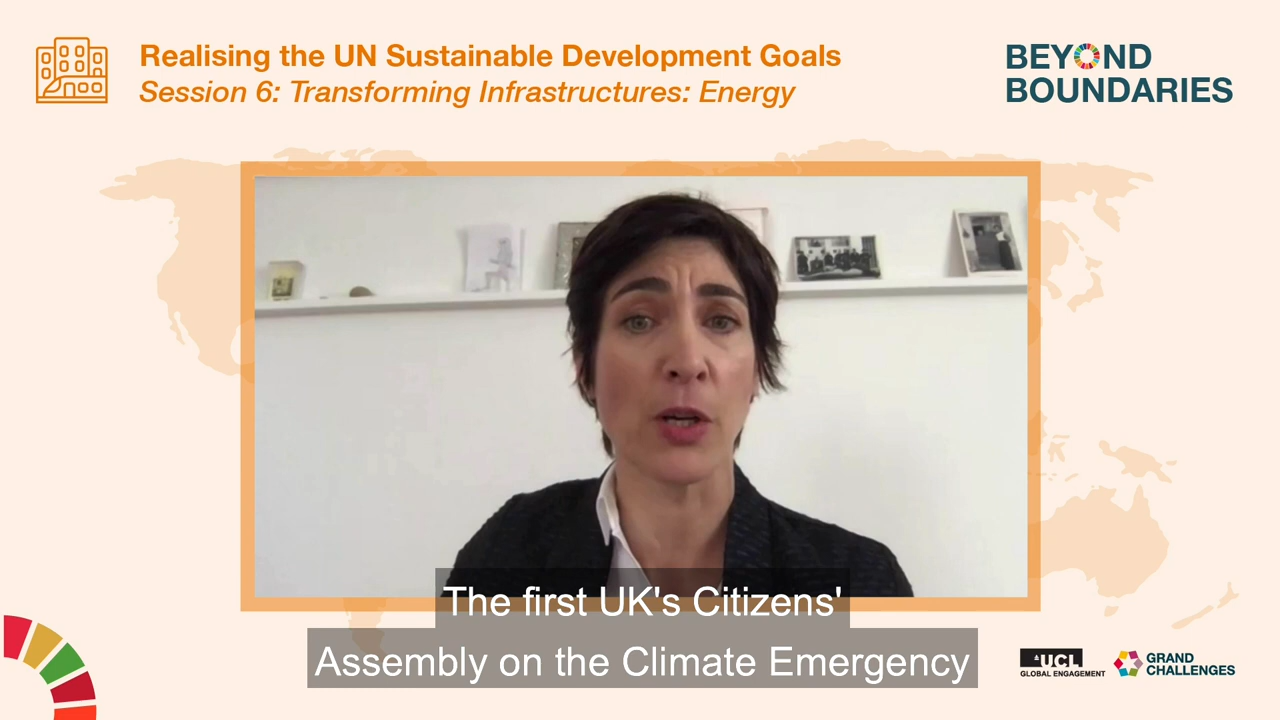 Realising the UN Sustainable Development Goals
Session 6: Transforming Infrastructures: Energy
BEYOND
BOUNDARIES
The first UK's Citizens'
Assembly on the Climate Emergency
UCL
GLOBAL ENGAGEMENT
GRAND
CHALLENGES